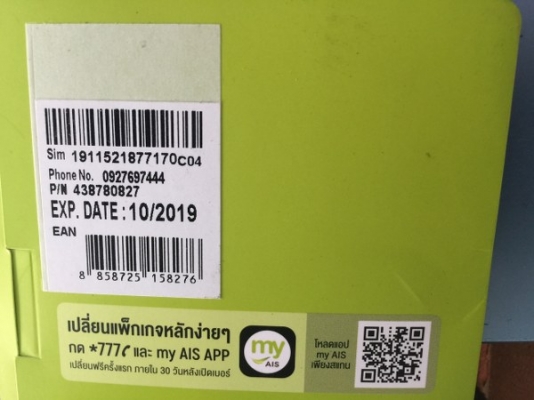 Sim 1911521877170C04
Phone No. 0927697444
P/N 438780827
EXP. DATE : 10/2019
EAN
8 858725 158276
เปลี่ยนแพ็กเกจหลักง่ายๆ
กด *777 และ my AIS APP
เปลี่ยนฟรีครั้งแรก ภายใน 30 วันหลังเปิดเบอร์
my
AIS
โหลดแอป
my AIS
เพียงสแกน